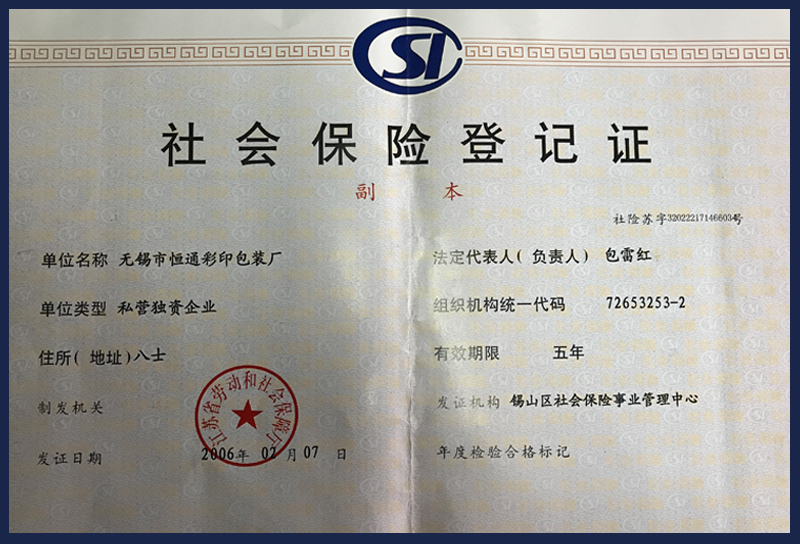 SI
社会保险登记证
副 本
社险苏字32022217146603号
单位名称 无锡市恒通彩印包装厂
单位类型 私营独资企业
住所(地址)八士
制发机关
江苏省劳动和社会保障厅
发证日期 2006年 02月07日
法定代表人(负责人) 包雷红
组织机构统一代码 72653253-2
有效期限 五年
发证机构 锡山区社会保险事业管理中心
年度检验合格标记